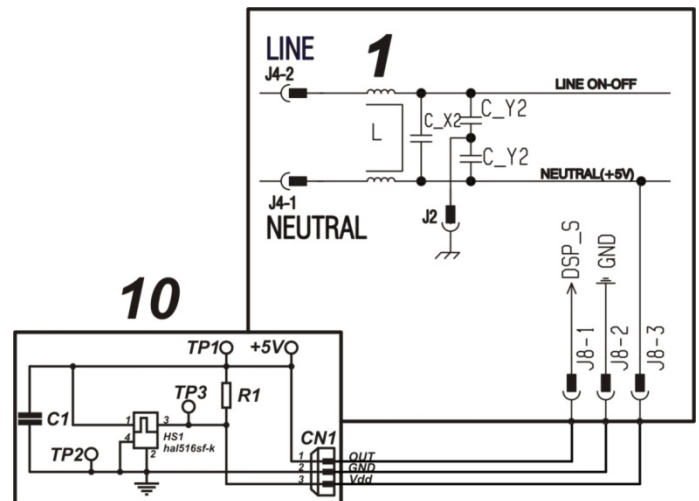 LINE
1
J4-2
LINE ON-OFF
C_X2
C_Y2
L
C_Y2
NEUTRAL(+5V)
J4-1
J2
NEUTRAL
DSP_S
GND
10
J8-1
J8-2
J8-3
TP1
+5V
TP3
R1
C1
1
3
HS1
hal516sf-k
4
2
TP2
CN1
1
OUT
2
GND
3
Vdd